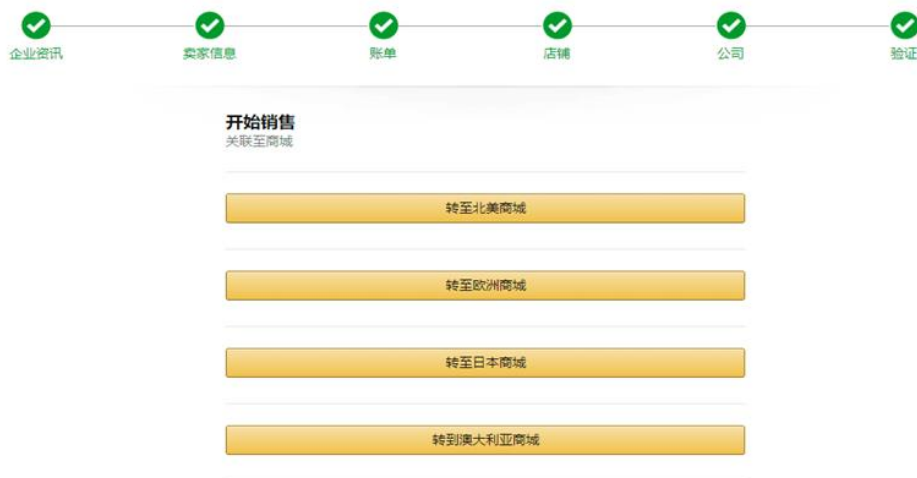 企业资讯
卖家信息
账单
店铺
公司
验证
开始销售
关联至商城
转至北美商城
转至欧洲商城
转至日本商城
转到澳大利亚商城